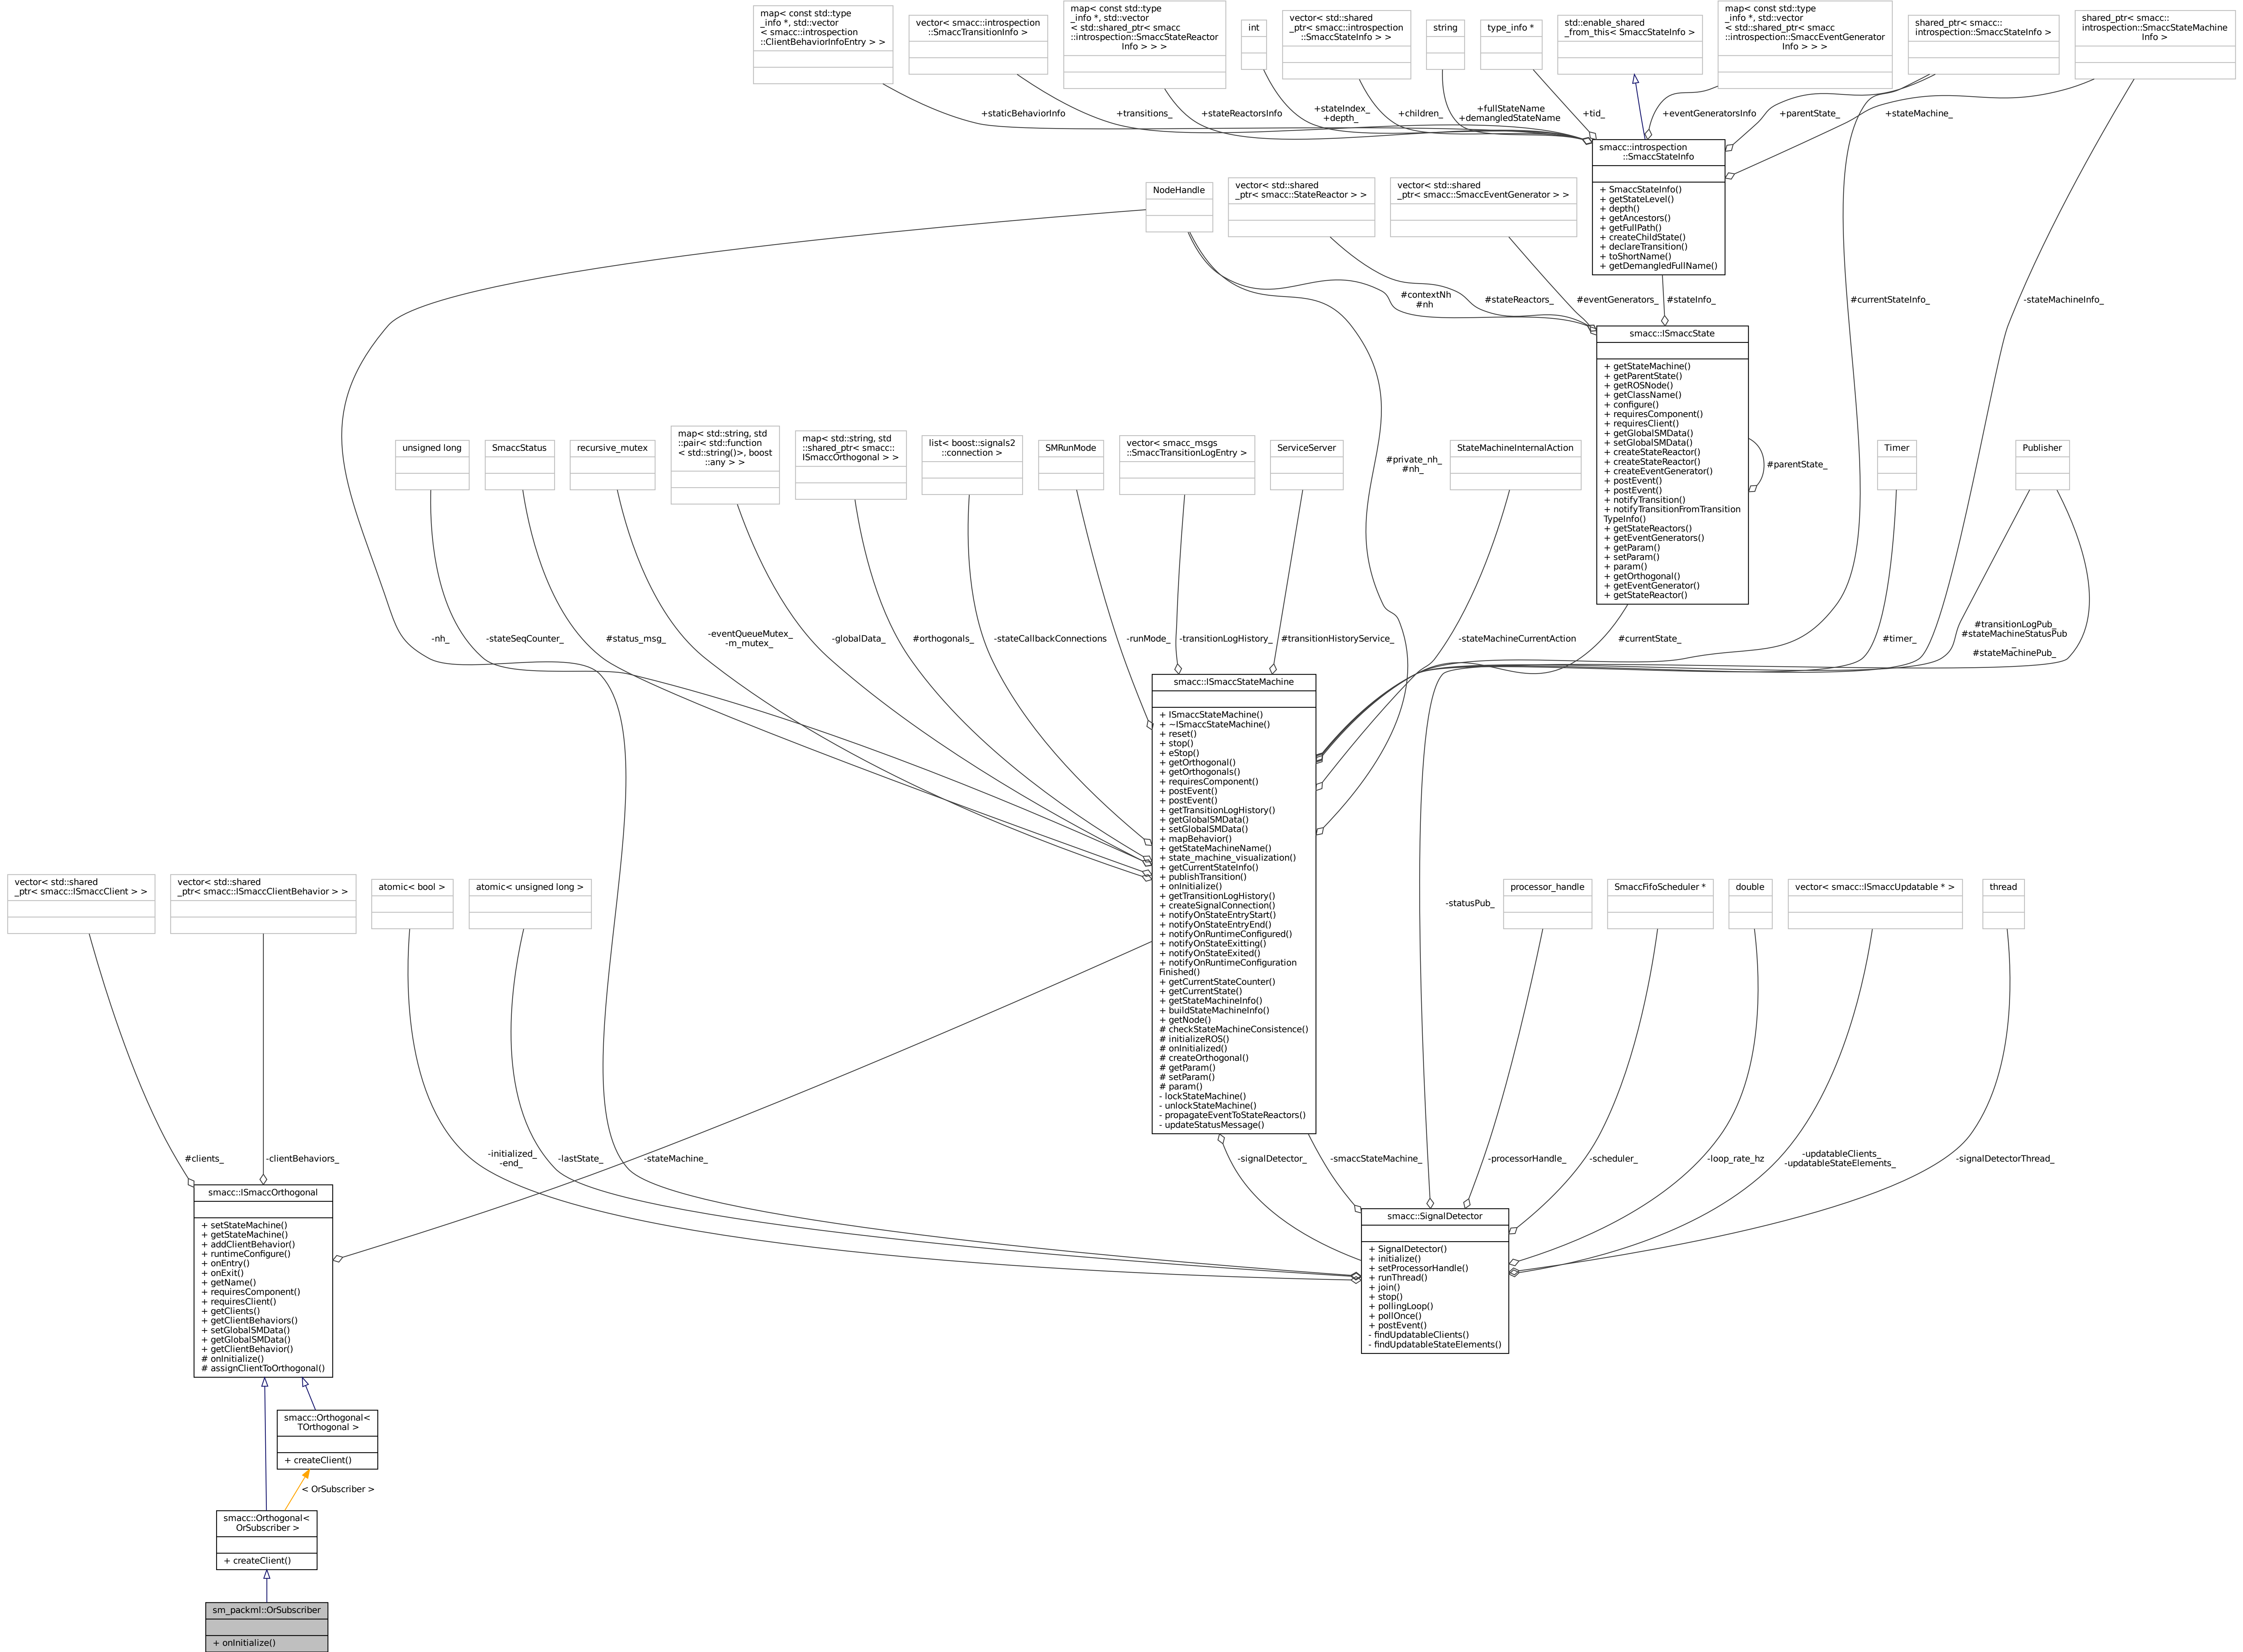 map< const std::type
_info *, std::vector
< smacc::introspection
::ClientBehaviorInfoEntry > >
vector< smacc::introspection
::SmaccTransitionInfo >
map< const std::type
_info *, std::vector
< std::shared_ptr< smacc
::introspection::SmaccStateReactor
Info > > >
int
vector< std::shared
_ptr< smacc::introspection
::SmaccStateInfo > >
string
type_info *
std::enable_shared
_from_this< SmaccStateInfo >
map< const std::type
_info *, std::vector
< std::shared_ptr< smacc
::introspection::SmaccEventGenerator
Info > > >
shared_ptr< smacc::
introspection::SmaccStateInfo >
shared_ptr< smacc::
introspection::SmaccStateMachine
Info >
+staticBehaviorInfo
+transitions_
+stateReactorsInfo
+stateIndex_
+depth_
+children_
+fullStateName
+demangledStateName
+tid_
+eventGeneratorsInfo
+parentState_
+stateMachine_
smacc::introspection
::SmaccStateInfo
+ SmaccStateInfo()
+ getStateLevel()
+ depth()
+ getAncestors()
+ getFullPath()
+ createChildState()
+ declareTransition()
+ toShortName()
+ getDemangledFullName()
NodeHandle
vector< std::shared
_ptr< smacc::StateReactor > >
vector< std::shared
_ptr< smacc::SmaccEventGenerator > >
#contextNh
#nh
#stateReactors_
#eventGenerators_
#stateInfo_
#currentStateInfo_
-stateMachineInfo_
smacc::ISmaccState
+ getStateMachine()
+ getParentState()
+ getROSNode()
+ getClassName()
+ configure()
+ requiresComponent()
+ requiresClient()
+ getGlobalSMData()
+ setGlobalSMData()
+ createStateReactor()
+ createStateReactor()
+ createEventGenerator()
+ postEvent()
+ postEvent()
+ notifyTransition()
+ notifyTransitionFromTransition
TypeInfo()
+ getStateReactors()
+ getEventGenerators()
+ getParam()
+ setParam()
+ param()
+ getOrthogonal()
+ getEventGenerator()
+ getStateReactor()
#parentState_
unsigned long
SmaccStatus
recursive_mutex
map< std::string, std
::pair< std::function
< std::string()>, boost
::any > >
map< std::string, std
::shared_ptr< smacc::
ISmaccOrthogonal > >
list< boost::signals2
::connection >
SMRunMode
vector< smacc_msgs
::SmaccTransitionLogEntry >
ServiceServer
#private_nh_
#nh_
StateMachineInternalAction
Timer
Publisher
-nh_
-stateSeqCounter_
#status_msg_
-eventQueueMutex_
-m_mutex_
-globalData_
#orthogonals_
-stateCallbackConnections
-runMode_
-transitionLogHistory_
#transitionHistoryService_
-stateMachineCurrentAction
#currentState_
#timer_
#transitionLogPub_
#stateMachineStatusPub
_
#stateMachinePub_
smacc::ISmaccStateMachine
+ ISmaccStateMachine()
+ ~ISmaccStateMachine()
+ reset()
+ stop()
+ eStop()
+ getOrthogonal()
+ getOrthogonals()
+ requiresComponent()
+ postEvent()
+ postEvent()
+ getTransitionLogHistory()
+ getGlobalSMData()
+ setGlobalSMData()
+ mapBehavior()
+ getStateMachineName()
+ state_machine_visualization()
+ getCurrentStateInfo()
+ publishTransition()
+ onInitialize()
+ getTransitionLogHistory()
+ createSignalConnection()
+ notifyOnStateEntryStart()
+ notifyOnStateEntryEnd()
+ notifyOnRuntimeConfigured()
+ notifyOnStateExitting()
+ notifyOnStateExited()
+ notifyOnRuntimeConfiguration
Finished()
+ getCurrentStateCounter()
+ getCurrentState()
+ getStateMachineInfo()
+ buildStateMachineInfo()
+ getNode()
# checkStateMachineConsistence()
# initializeROS()
# onInitialized()
# createOrthogonal()
# getParam()
# setParam()
# param()
- lockStateMachine()
- unlockStateMachine()
- propagateEventToStateReactors()
- updateStatusMessage()
vector< std::shared
_ptr< smacc::ISmaccClient > >
vector< std::shared
_ptr< smacc::ISmaccClientBehavior > >
atomic< bool >
atomic< unsigned long >
-statusPub_
processor_handle
SmaccFifoScheduler *
double
vector< smacc::ISmaccUpdatable * >
thread
#clients_
-clientBehaviors_
-initialized_
-end_
-lastState_
-stateMachine_
-signalDetector_
-smaccStateMachine_
-processorHandle_
-scheduler_
-loop_rate_hz
-updatableClients_
-updatableStateElements_
-signalDetectorThread_
smacc::ISmaccOrthogonal
+ setStateMachine()
+ getStateMachine()
+ addClientBehavior()
+ runtimeConfigure()
+ onEntry()
+ onExit()
+ getName()
+ requiresComponent()
+ requiresClient()
+ getClients()
+ getClientBehaviors()
+ setGlobalSMData()
+ getGlobalSMData()
+ getClientBehavior()
# onInitialize()
# assignClientToOrthogonal()
smacc::SignalDetector
+ SignalDetector()
+ initialize()
+ setProcessorHandle()
+ runThread()
+ join()
+ stop()
+ pollingLoop()
+ pollOnce()
+ postEvent()
- findUpdatableClients()
- findUpdatableStateElements()
smacc::Orthogonal<
TOrthogonal >
+ createClient()
< OrSubscriber >
smacc::Orthogonal<
OrSubscriber >
+ createClient()
sm_packml::OrSubscriber
+ onInitialize()